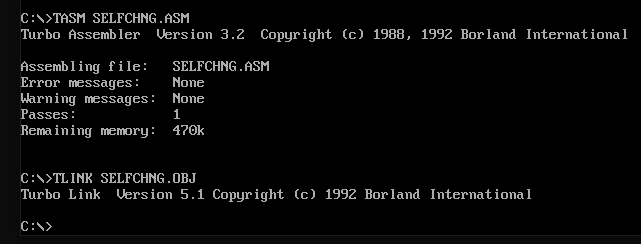 C:\>TASM SELFCHNG.ASM
Turbo Assembler  Version 3.2  Copyright (c) 1988, 1992 Borland International
Assembling file:   SELFCHNG.ASM
Error messages:    None
Warning messages:  None
Passes:            1
Remaining memory:  470k
C:\>TLINK SELFCHNG.OBJ
Turbo Link  Version 5.1 Copyright (c) 1992 Borland International
C:\>